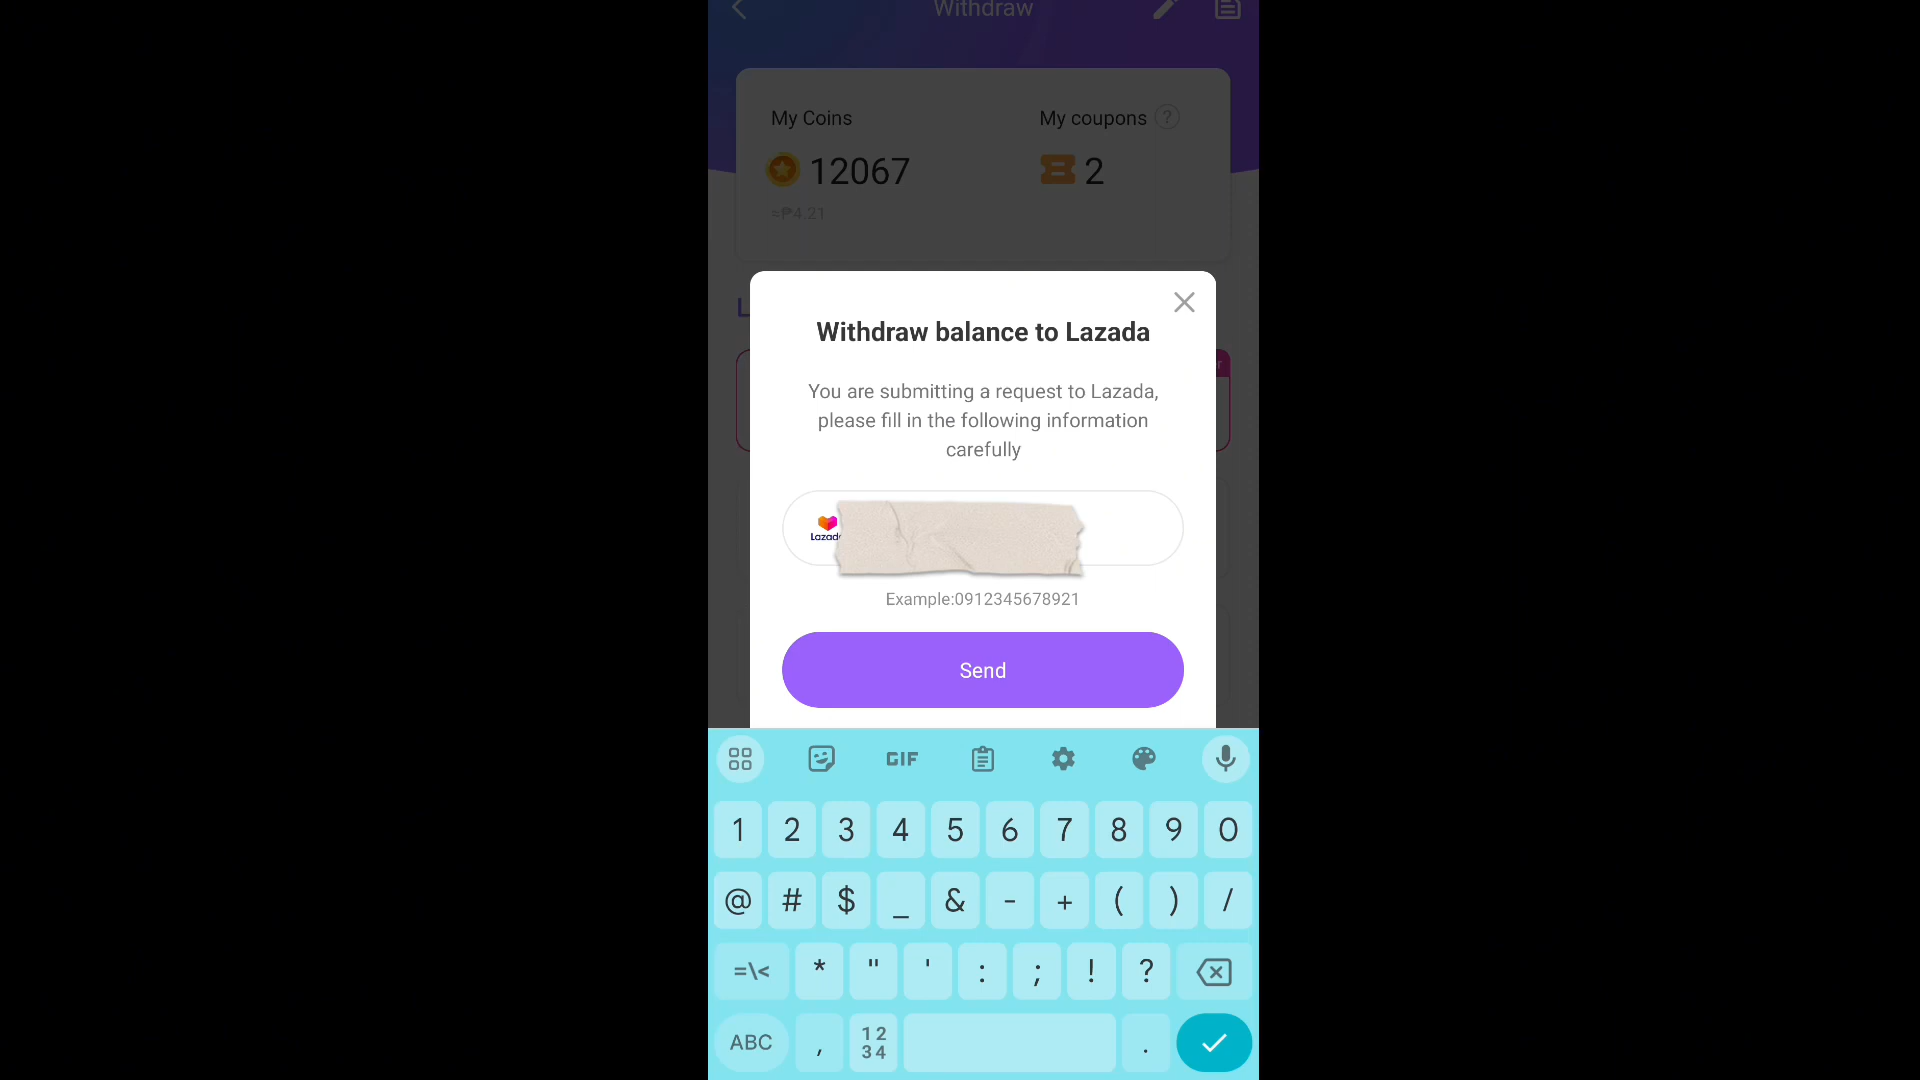 Withdraw
My Coins
My coupons ?
12067
2
≈₱4.21
Withdraw balance to Lazada
You are submitting a request to Lazada,
please fill in the following information
carefully
Lazada
Example:0912345678921
Send
GIF
1 2 3 4 5 6 7 8 9 0
@ # $ _ & - + ( ) /
=\< * " ' : ; ! ?
ABC , 12 34 .